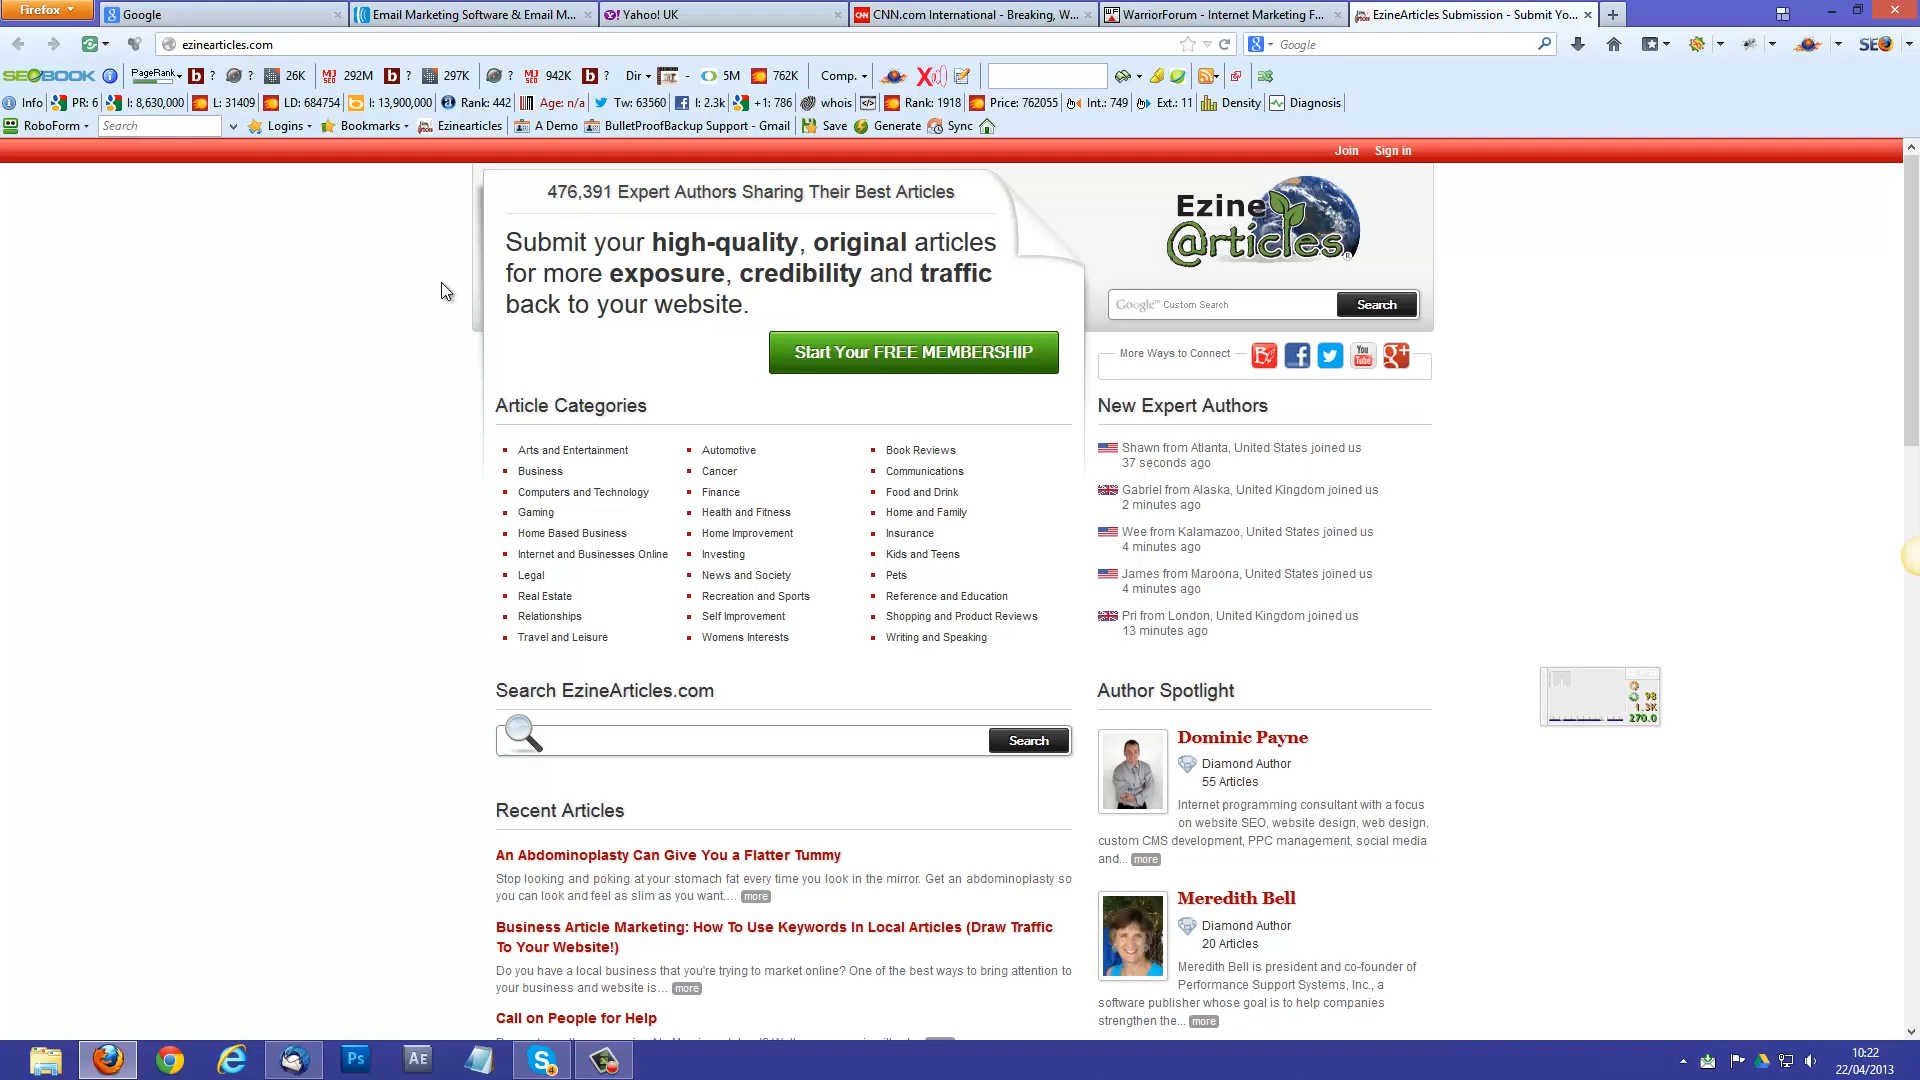 Firefox
Google
Email Marketing Software & Email M...
Yahoo! UK
CNN.com International - Breaking, W...
WarriorForum - Internet Marketing F...
EzineArticles Submission - Submit Yo...
ezinearticles.com
Google
SEOBOOK
PageRank
?
?
26K
292M
?
297K
?
942K
?
Dir
-
5M
762K
Comp.
Info
PR: 6
I: 8,630,000
L: 31409
LD: 684754
I: 13,900,000
Rank: 442
Age: n/a
Tw: 63560
l: 2.3k
+1: 786
whois
Rank: 1918
Price: 762055
Int.: 749
Ext.: 11
Density
Diagnosis
RoboForm
Search
Logins
Bookmarks
Ezinearticles
A Demo
BulletProofBackup Support - Gmail
Save
Generate
Sync
Join
Sign in
476,391 Expert Authors Sharing Their Best Articles
Submit your high-quality, original articles
for more exposure, credibility and traffic
back to your website.
Start Your FREE MEMBERSHIP
Ezine
@rticles®
Google™ Custom Search
Search
More Ways to Connect
Article Categories
Arts and Entertainment
Automotive
Book Reviews
Business
Cancer
Communications
Computers and Technology
Finance
Food and Drink
Gaming
Health and Fitness
Home and Family
Home Based Business
Home Improvement
Insurance
Internet and Businesses Online
Investing
Kids and Teens
Legal
News and Society
Pets
Real Estate
Recreation and Sports
Reference and Education
Relationships
Self Improvement
Shopping and Product Reviews
Travel and Leisure
Womens Interests
Writing and Speaking
New Expert Authors
Shawn from Atlanta, United States joined us
37 seconds ago
Gabriel from Alaska, United Kingdom joined us
2 minutes ago
Wee from Kalamazoo, United States joined us
4 minutes ago
James from Maroona, United States joined us
4 minutes ago
Pri from London, United Kingdom joined us
13 minutes ago
Search EzineArticles.com
Search
Recent Articles
An Abdominoplasty Can Give You a Flatter Tummy
Stop looking and poking at your stomach fat every time you look in the mirror. Get an abdominoplasty so
you can look and feel as slim as you want.... more
Business Article Marketing: How To Use Keywords In Local Articles (Draw Traffic
To Your Website!)
Do you have a local business that you're trying to market online? One of the best ways to bring attention to
your business and website is... more
Call on People for Help
Author Spotlight
Dominic Payne
Diamond Author
55 Articles
Internet programming consultant with a focus
on website SEO, website design, web design,
custom CMS development, PPC management, social media
and... more
Meredith Bell
Diamond Author
20 Articles
Meredith Bell is president and co-founder of
Performance Support Systems, Inc., a
software publisher whose goal is to help companies
strengthen the... more
98
1.3K
270.0
Ps
AE
4
10:22
22/04/2013